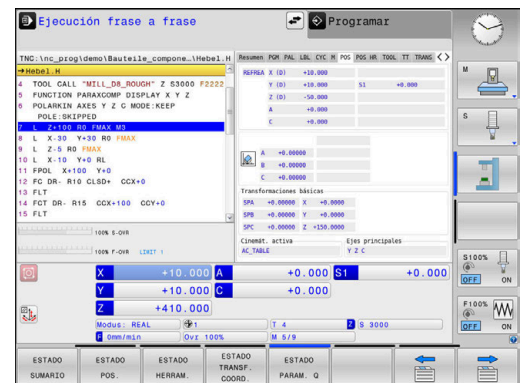 Ejecución frase a frase
Programar
TNC:\nc_prog\demo\Bauteile_compone…\Hebel.H
→Hebel.H
4 TOOL CALL "MILL_D8_ROUGH" Z S3000 F2222
5 FUNCTION PARAXCOMP DISPLAY X Y Z
6 POLARKIN AXES Y Z C MODE:KEEP
POLE:SKIPPED
7 L Z+100 R0 FMAX M3
8 L X-30 Y+30 R0 FMAX
9 L Z-5 R0 FMAX
10 L X-10 Y+0 RL
11 FPOL X+100 Y+0
12 FC DR- R10 CLSD+ CCX+0
13 FLT
14 FCT DR- R15 CCX+100 CCY+0
15 FLT
100% S-OVR
100% F-OVR LIMIT 1
Resumen PGM PAL LBL CYC M POS POS HR TOOL TT TRANS
REFREA X (D) +10.000
Y (D) +10.000 S1 +0.000
Z (D) -50.000
A +0.000
C +0.000
A +0.00000
B +0.00000
C +0.00000
Transformaciones básicas
SPA +0.00000 X +0.0000
SPB +0.00000 Y +0.0000
SPC +0.00000 Z -150.0000
Cinemát. activa Ejes principales
AC_TABLE Y Z C
X +10.000 A +0.000 S1 +0.000
Y +10.000 C +0.000
Z +410.000
Modus: REAL 1 T 4 Z S 3000
F 0mm/min Ovr 100% M 5/9
M
S
S100%
OFF ON
F100%
OFF ON
ESTADO SUMARIO
ESTADO POS.
ESTADO HERRAM.
ESTADO TRANSF. COORD.
ESTADO PARAM. Q